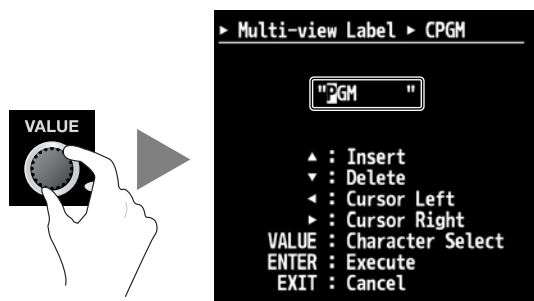 VALUE
▸ Multi-view Label ▸ CPGM
"PGM      "
▲ : Insert
▼ : Delete
◂ : Cursor Left
▸ : Cursor Right
VALUE : Character Select
ENTER : Execute
EXIT : Cancel